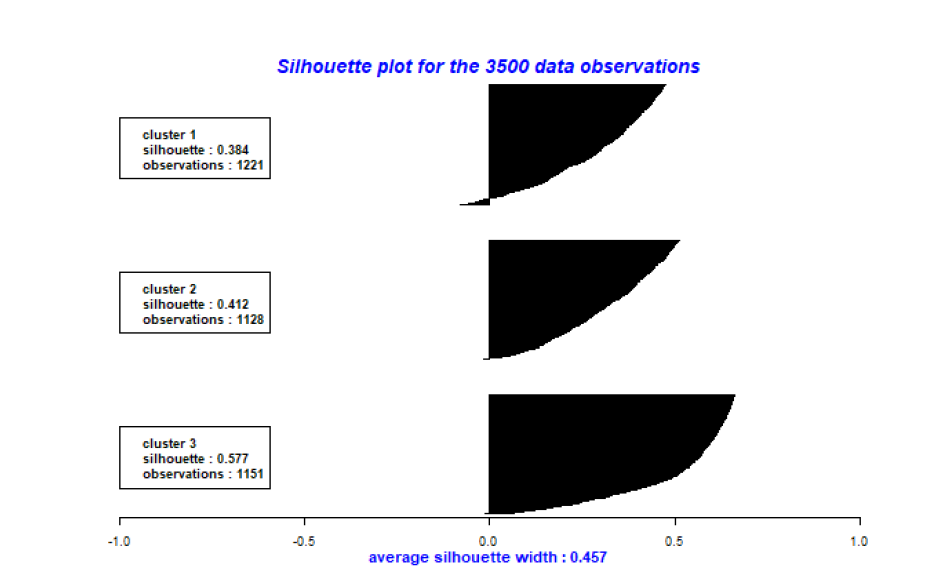 Silhouette plot for the 3500 data observations
cluster 1
silhouette : 0.384
observations : 1221
cluster 2
silhouette : 0.412
observations : 1128
cluster 3
silhouette : 0.577
observations : 1151
-1.0 -0.5 0.0 0.5 1.0
average silhouette width : 0.457